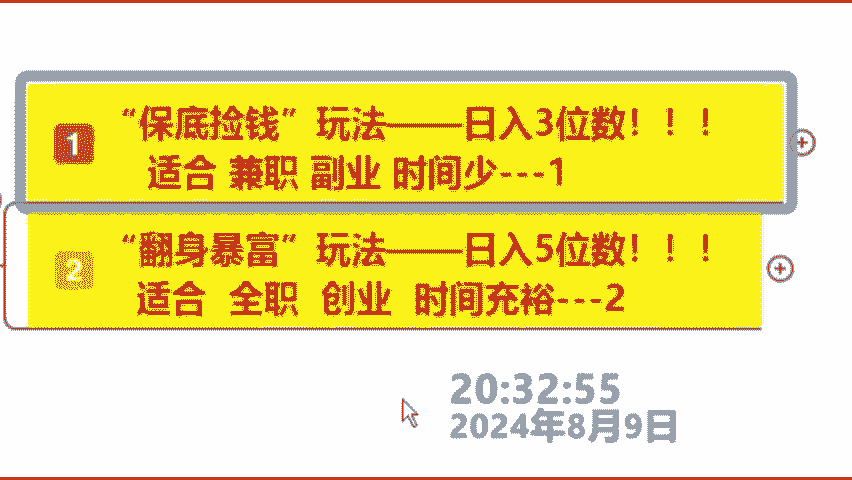 1
“保底捡钱”玩法——日入3位数！！！
适合 兼职 副业 时间少---1
2
“翻身暴富”玩法——日入5位数！！！
适合 全职 创业 时间充裕---2
20:32:55
2024年8月9日